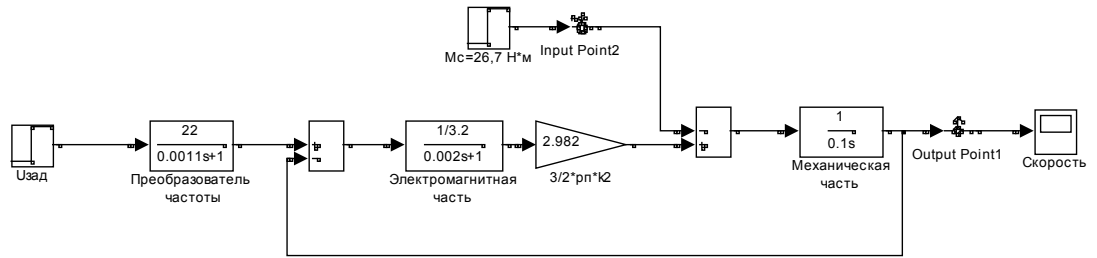 Mc=26,7 Н*м
Input Point2
Uзад
22
0.0011s+1
Преобразователь
частоты
1/3.2
0.002s+1
Электромагнитная
часть
2.982
3/2*pп*k2
1
0.1s
Механическая
часть
Output Point1
Скорость